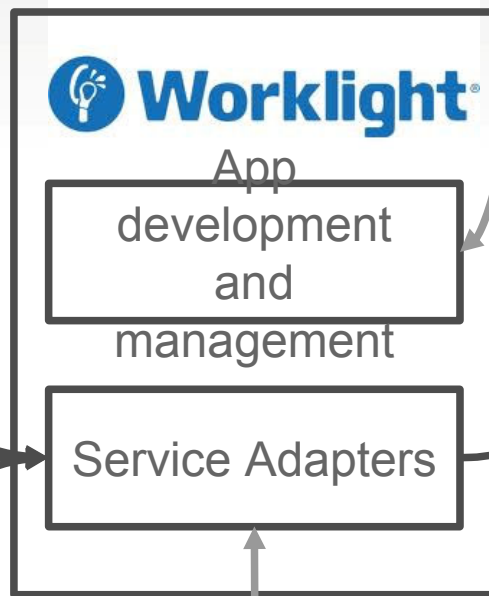 Worklight®
App
development
and
management
Service Adapters